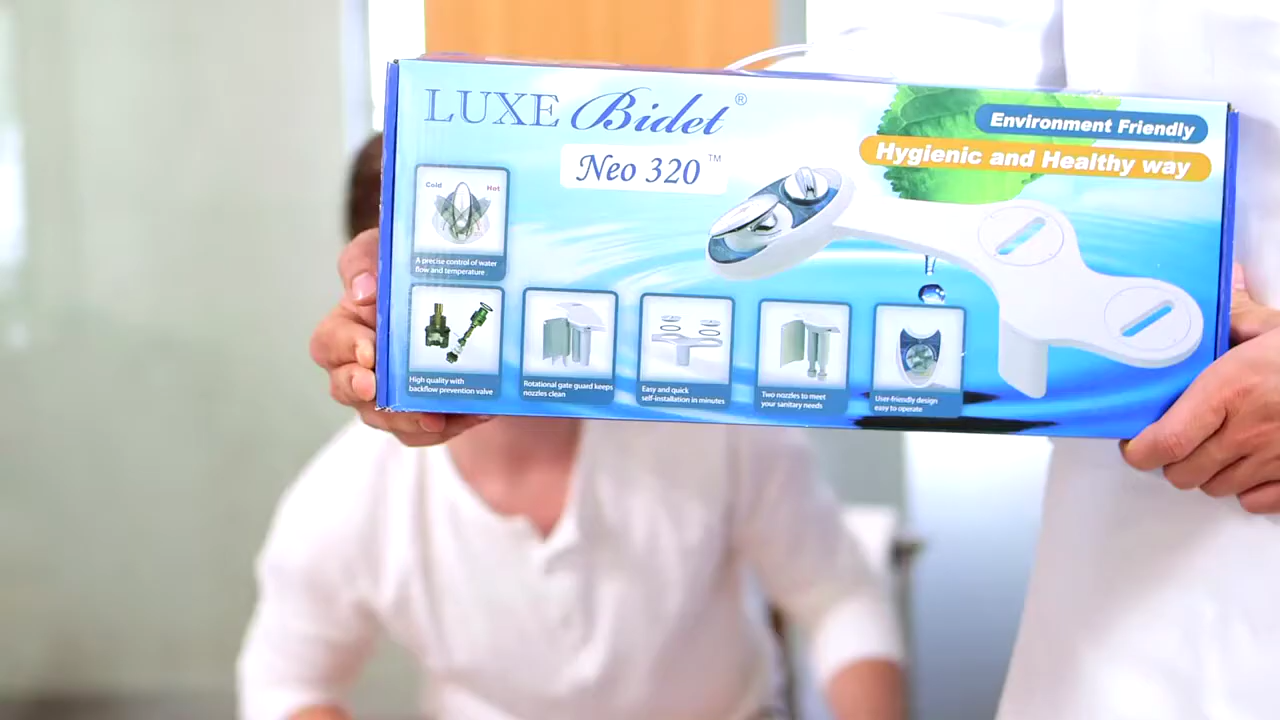 LUXE Bidet®
Neo 320™
Environment Friendly
Hygienic and Healthy way
Cold Hot
A precise control of water
flow and temperature
High quality with
backflow prevention valve
Rotational gate guard keeps
nozzles clean
Easy and quick
self-installation in minutes
Two nozzles to meet
your sanitary needs
User-friendly design
easy to operate